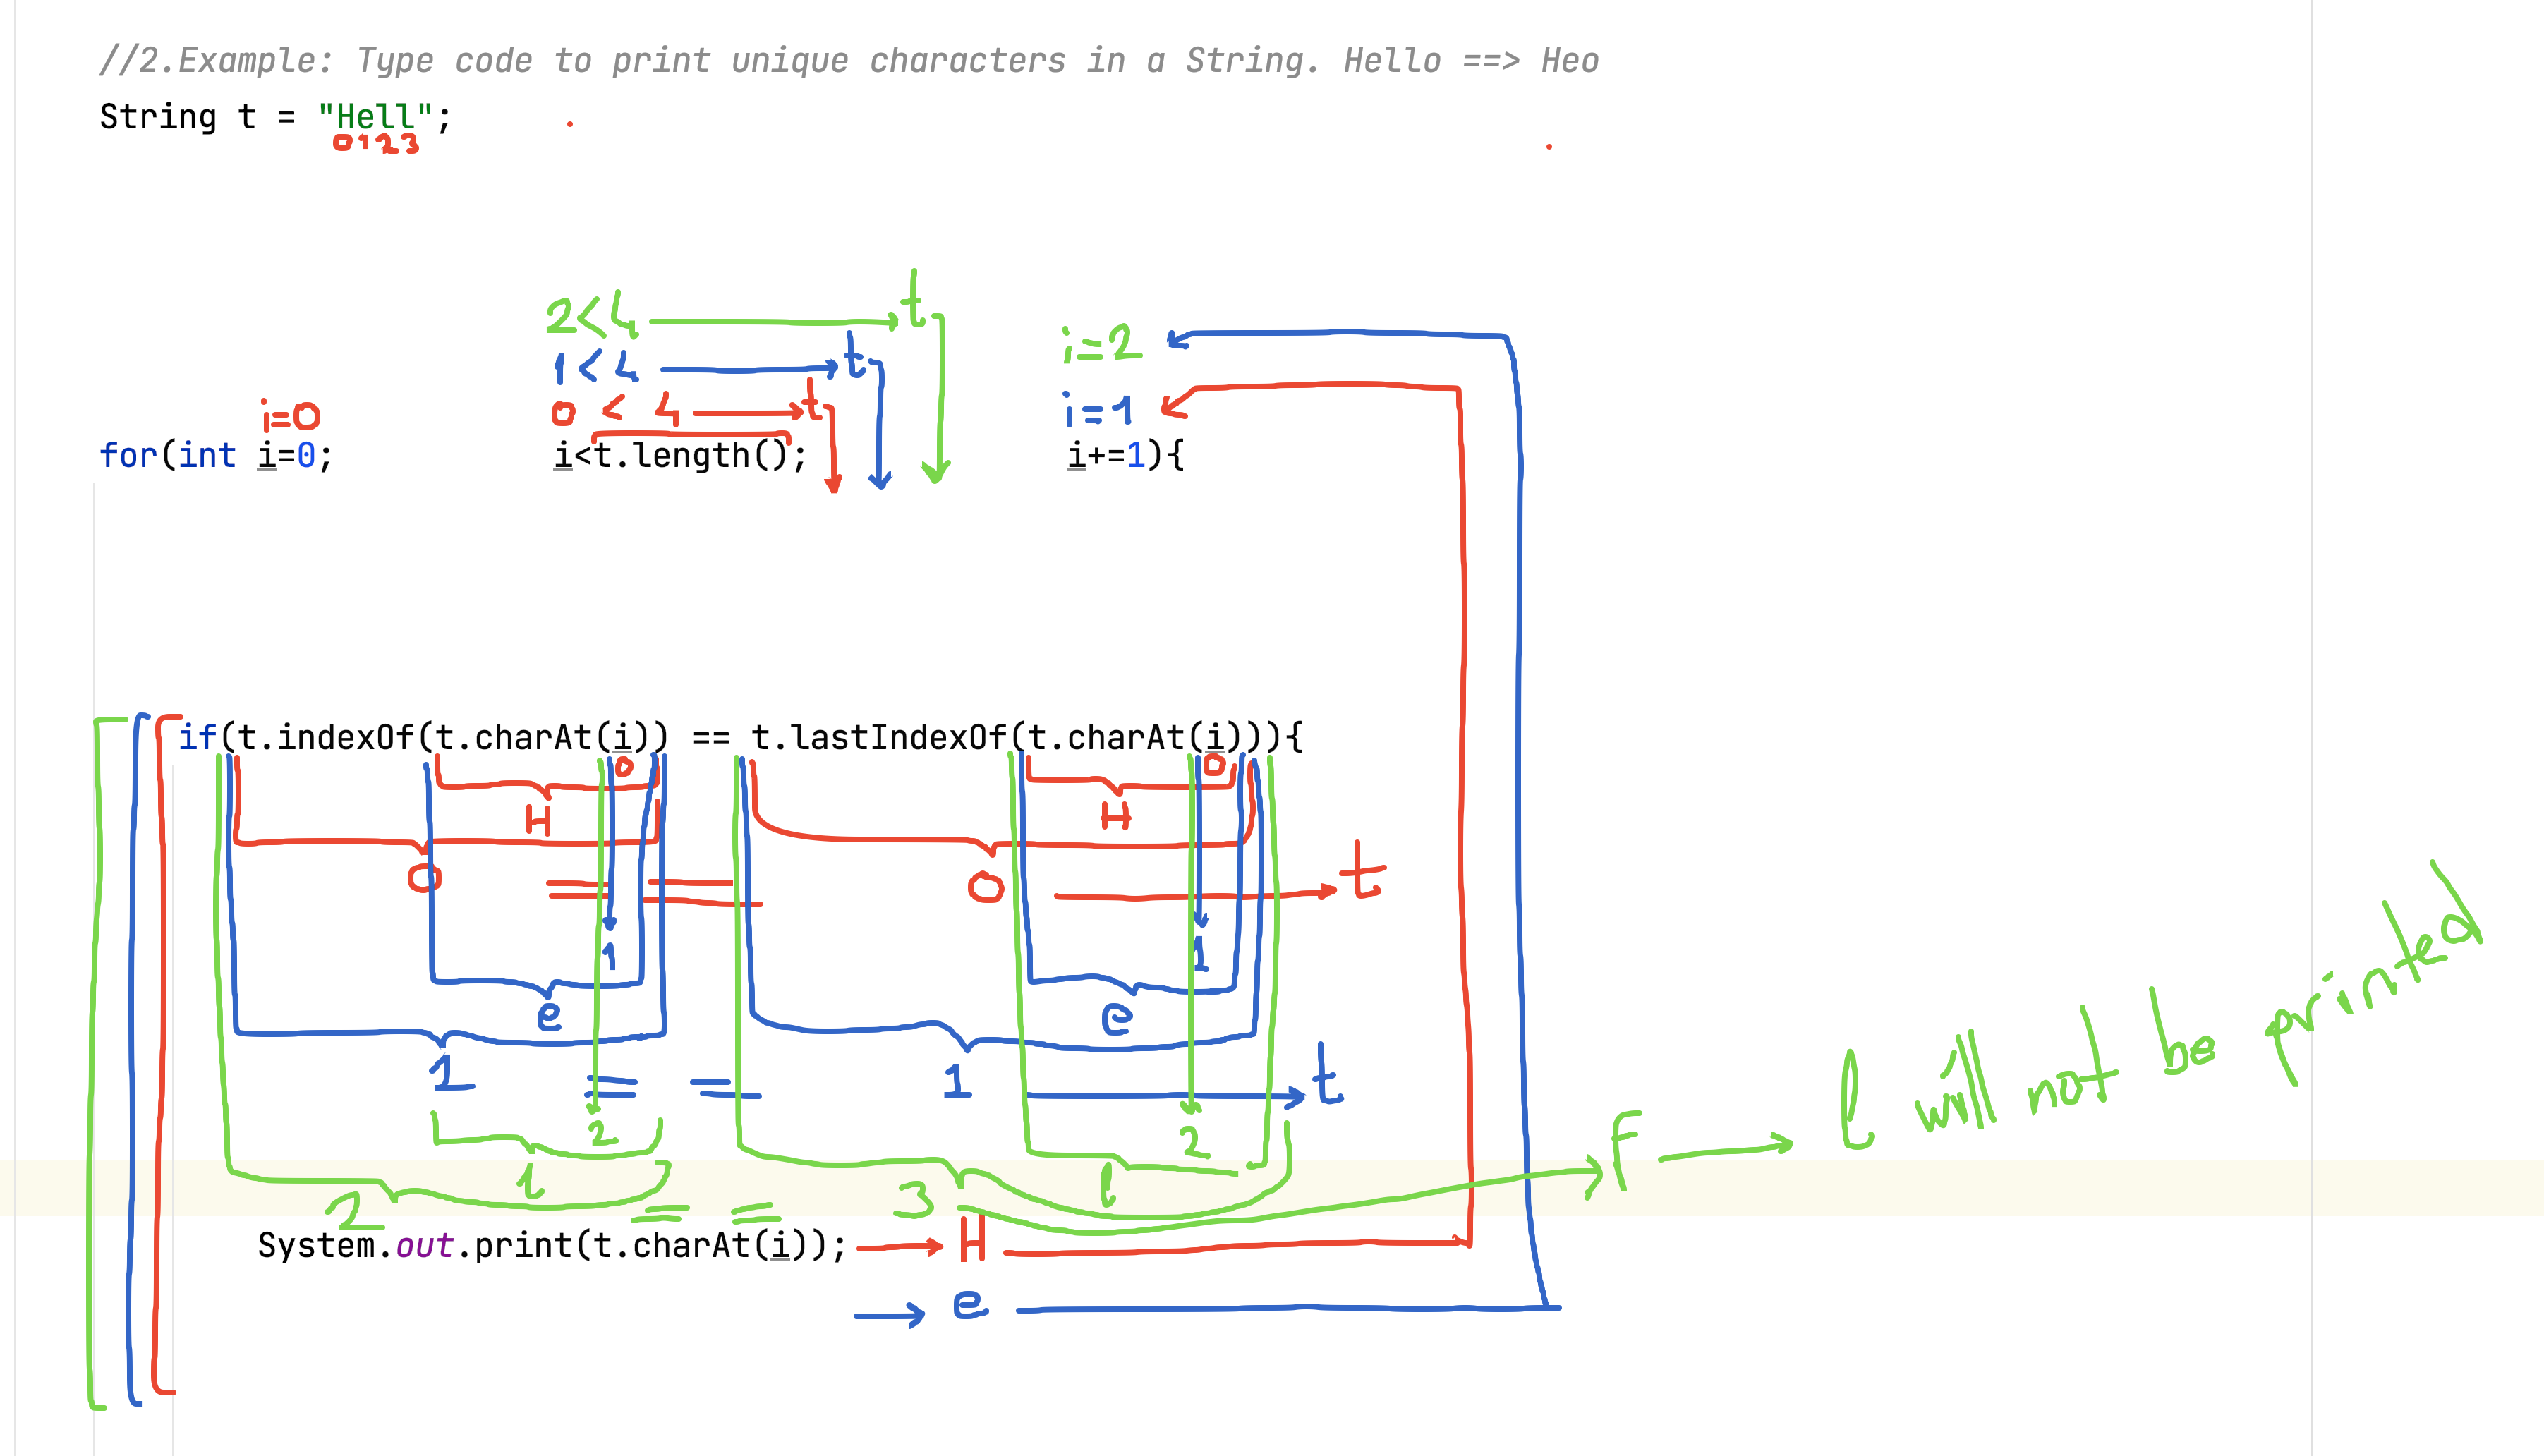 //2.Example: Type code to print unique characters in a String. Hello ==> Heo
String t = "Hell";
0123
2<4 t
i=2
1<4 t
i=1
i=0
0 < 4 t
for(int i=0; i<t.length(); i+=1){
if(t.indexOf(t.charAt(i)) == t.lastIndexOf(t.charAt(i))){
0 0
H H
0 == 0 t
1 1
e e
1 == 1 t
2 2
l l
2 == 3 F l will not be printed
System.out.print(t.charAt(i)); H
e